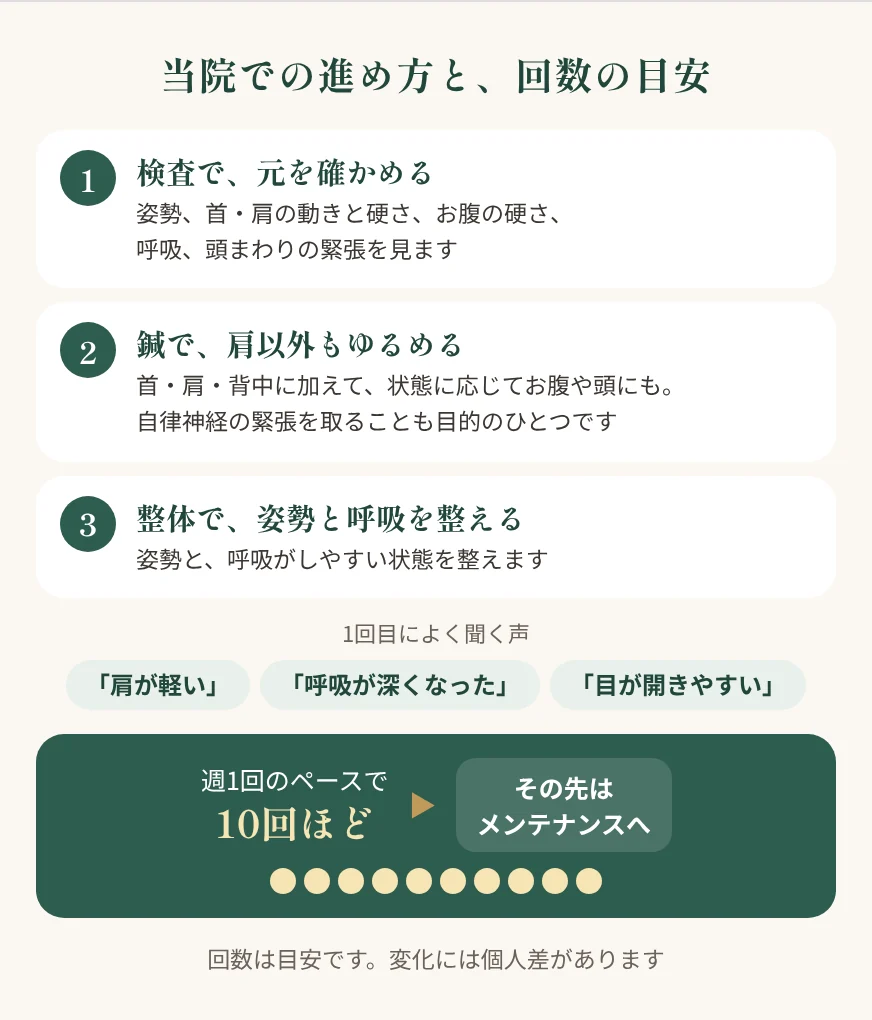 当院での進め方と、回数の目安
1
検査で、元を確かめる
姿勢、首・肩の動きと硬さ、お腹の硬さ、
呼吸、頭まわりの緊張を見ます
2
鍼で、肩以外もゆるめる
首・肩・背中に加えて、状態に応じてお腹や頭にも。
自律神経の緊張を取ることも目的のひとつです
3
整体で、姿勢と呼吸を整える
姿勢と、呼吸がしやすい状態を整えます
1回目によく聞く声
「肩が軽い」
「呼吸が深くなった」
「目が開きやすい」
週1回のペースで
10回ほど
その先は
メンテナンスへ
回数は目安です。変化には個人差があります